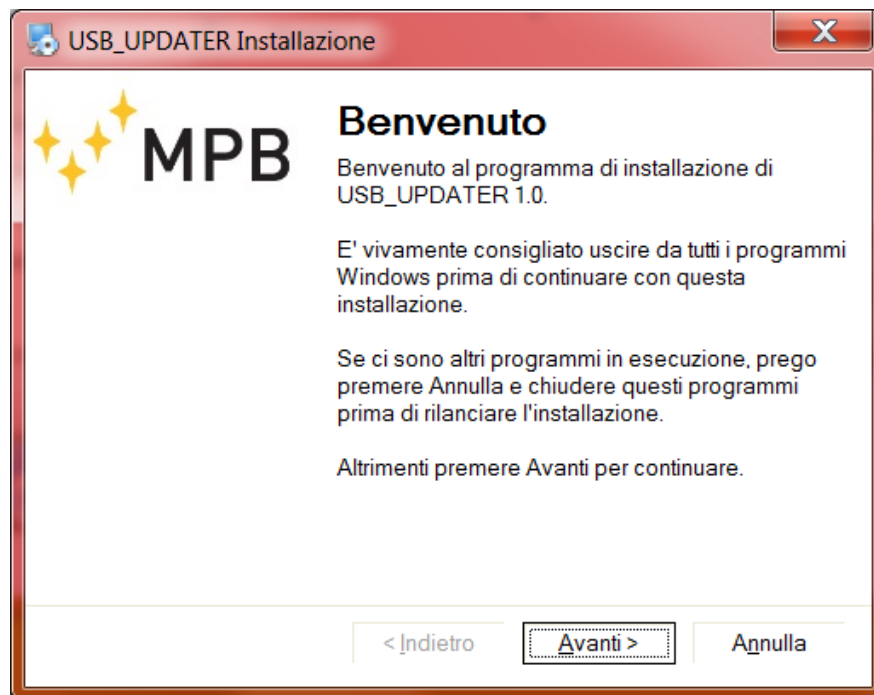 USB_UPDATER Installazione
X
MPB
Benvenuto
Benvenuto al programma di installazione di
USB_UPDATER 1.0.
E' vivamente consigliato uscire da tutti i programmi
Windows prima di continuare con questa
installazione.
Se ci sono altri programmi in esecuzione, prego
premere Annulla e chiudere questi programmi
prima di rilanciare l'installazione.
Altrimenti premere Avanti per continuare.
< Indietro Avanti > Annulla